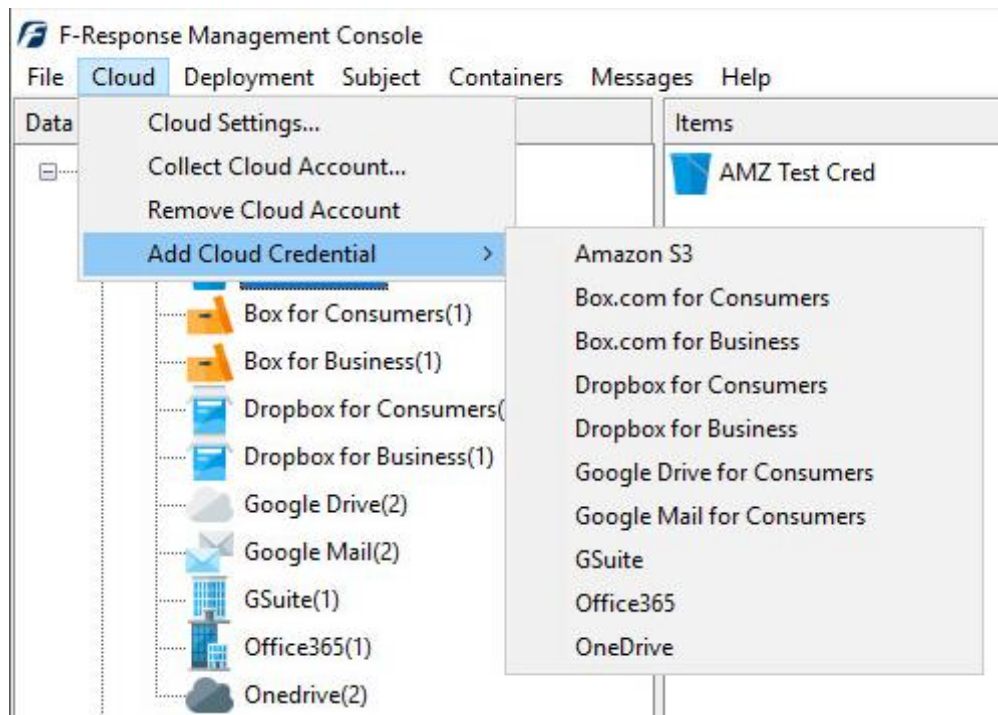 F-Response Management Console
File Cloud Deployment Subject Containers Messages Help
Data
Items
Cloud Settings...
Collect Cloud Account...
Remove Cloud Account
Add Cloud Credential >
AMZ Test Cred
Amazon S3
Box.com for Consumers
Box.com for Business
Dropbox for Consumers
Dropbox for Business
Google Drive for Consumers
Google Mail for Consumers
GSuite
Office365
OneDrive
Box for Consumers(1)
Box for Business(1)
Dropbox for Consumers(
Dropbox for Business(1)
Google Drive(2)
Google Mail(2)
GSuite(1)
Office365(1)
Onedrive(2)